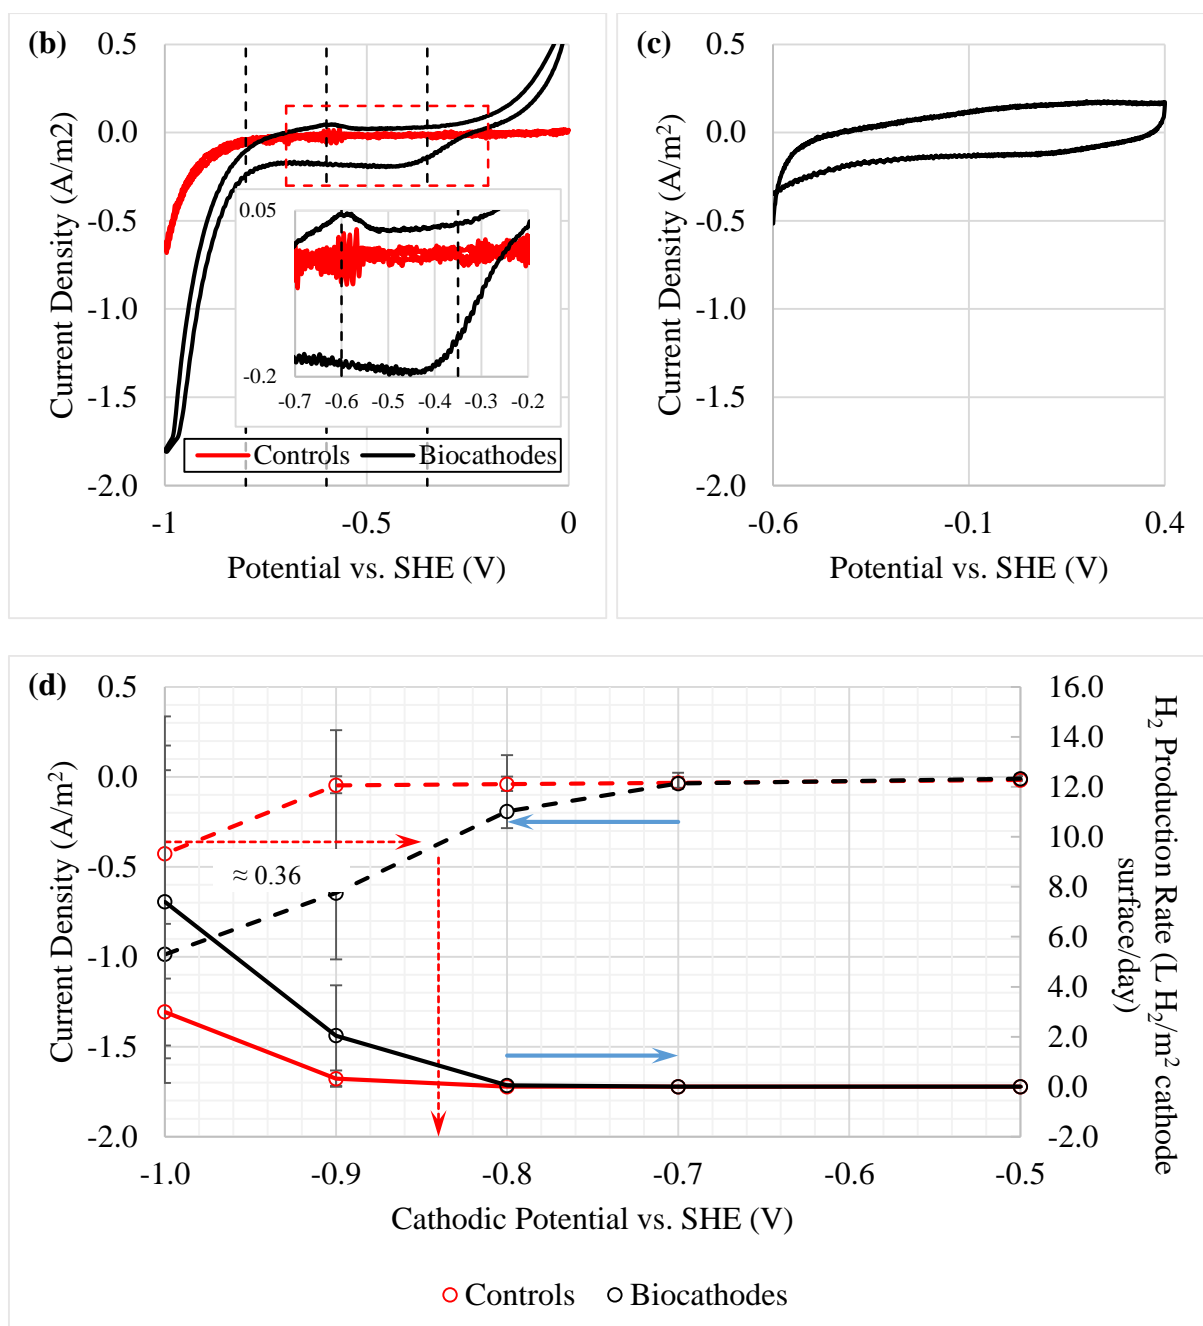 (b)
0.5
0.0
-0.5
-1.0
-1.5
-2.0
Current Density (A/m2)
0.05
-0.2
-0.7 -0.6 -0.5 -0.4 -0.3 -0.2
Controls Biocathodes
-1 -0.5 0
Potential vs. SHE (V)
(c)
0.5
0.0
-0.5
-1.0
-1.5
-2.0
Current Density (A/m²)
-0.6 -0.1 0.4
Potential vs. SHE (V)
(d)
0.5
0.0
-0.5
-1.0
-1.5
-2.0
Current Density (A/m²)
≈ 0.36
16.0
14.0
12.0
10.0
8.0
6.0
4.0
2.0
0.0
-2.0
H₂ Production Rate (L H₂/m² cathode
surface/day)
-1.0 -0.9 -0.8 -0.7 -0.6 -0.5
Cathodic Potential vs. SHE (V)
Controls Biocathodes